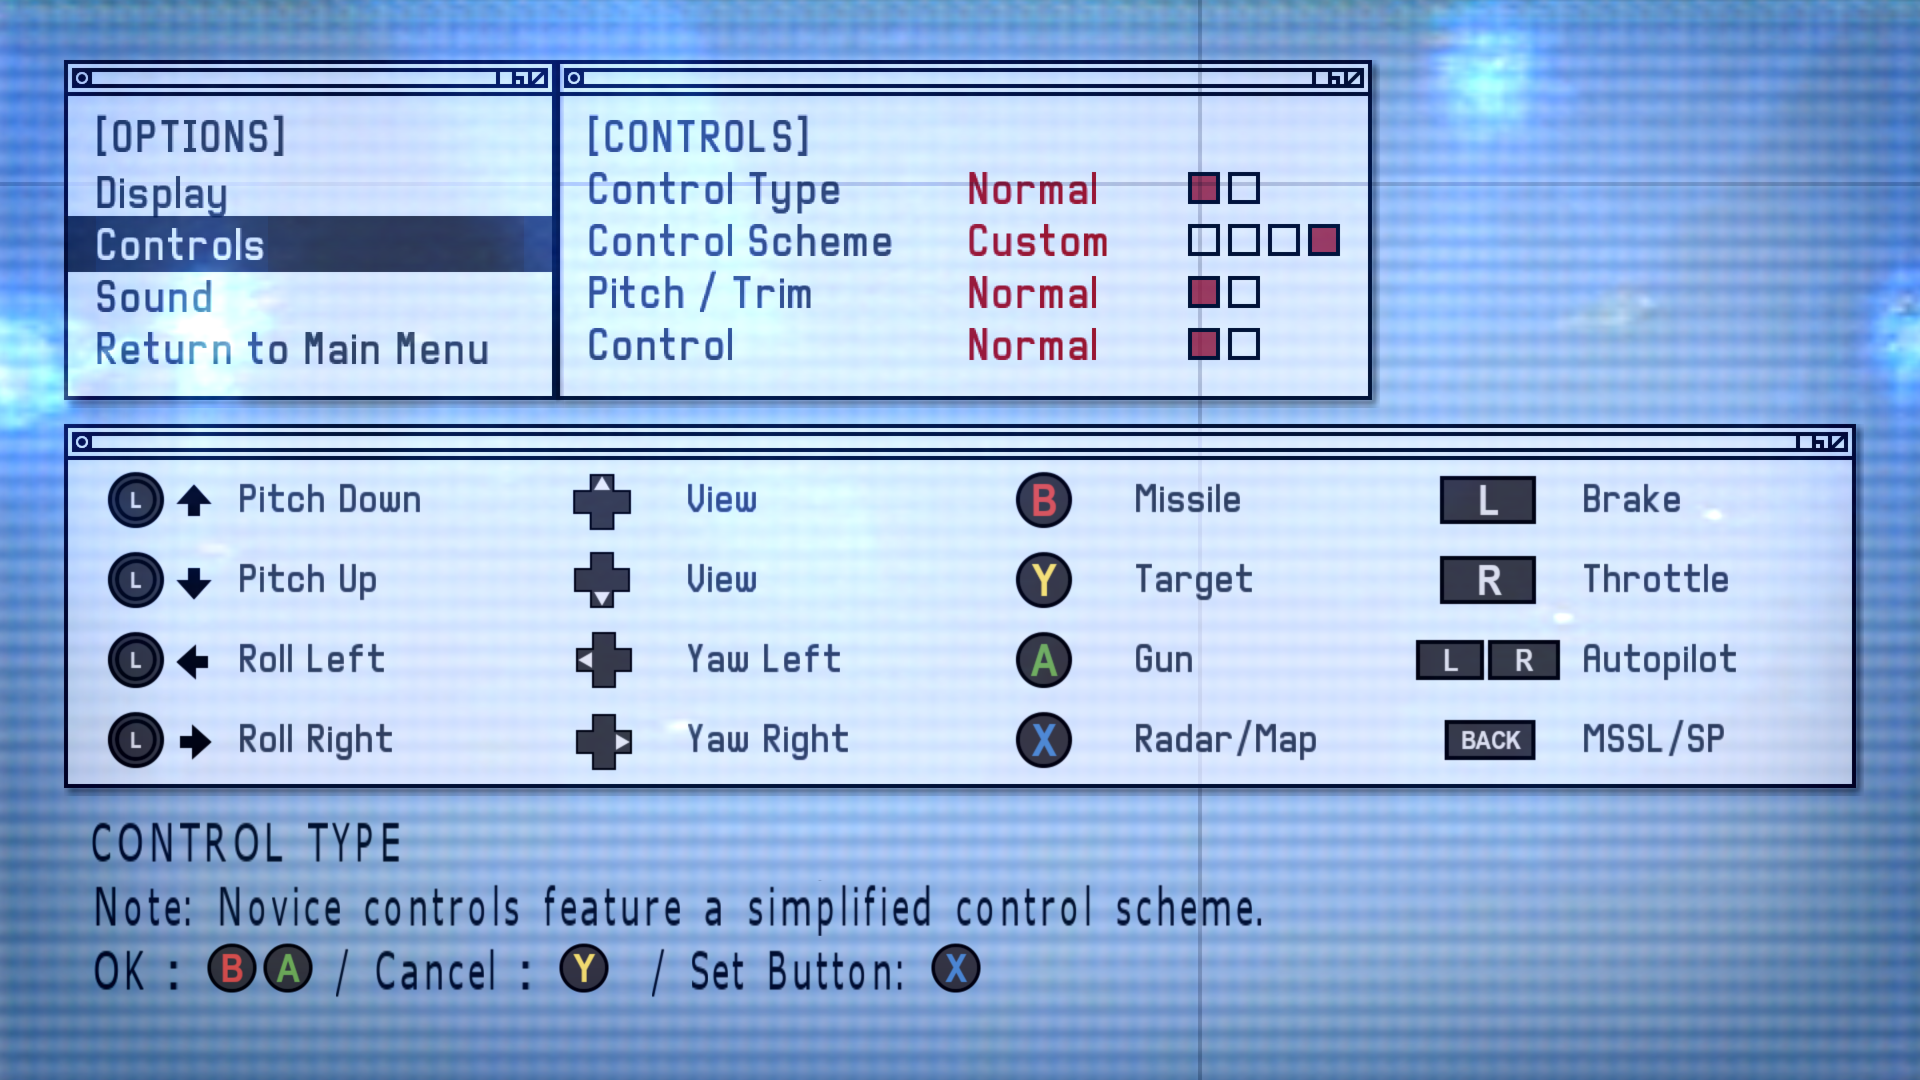 [OPTIONS]
Display
Controls
Sound
Return to Main Menu
[CONTROLS]
Control Type Normal
Control Scheme Custom
Pitch / Trim Normal
Control Normal
L Pitch Down View B Missile L Brake
L Pitch Up View Y Target R Throttle
L Roll Left Yaw Left A Gun L R Autopilot
L Roll Right Yaw Right X Radar/Map BACK MSSL/SP
CONTROL TYPE
Note: Novice controls feature a simplified control scheme.
OK : B A / Cancel : Y / Set Button: X